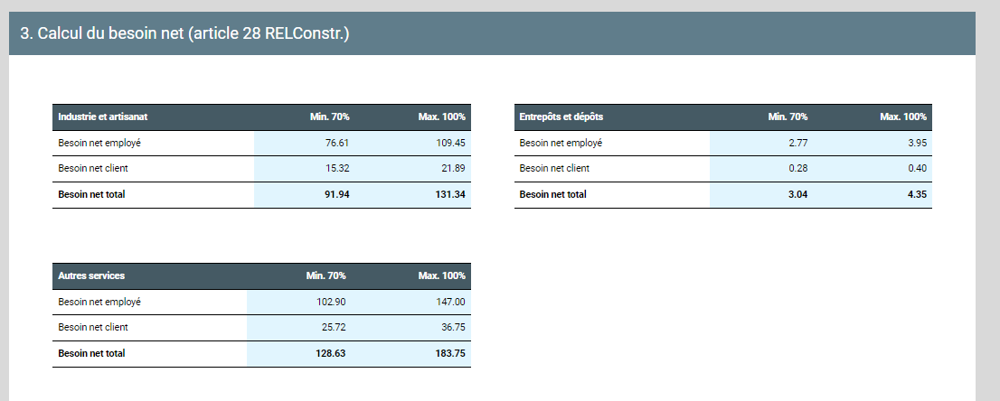 3. Calcul du besoin net (article 28 RELConstr.)
Industrie et artisanat Min. 70% Max. 100%
Besoin net employé 76.61 109.45
Besoin net client 15.32 21.89
Besoin net total 91.94 131.34
Entrepôts et dépôts Min. 70% Max. 100%
Besoin net employé 2.77 3.95
Besoin net client 0.28 0.40
Besoin net total 3.04 4.35
Autres services Min. 70% Max. 100%
Besoin net employé 102.90 147.00
Besoin net client 25.72 36.75
Besoin net total 128.63 183.75